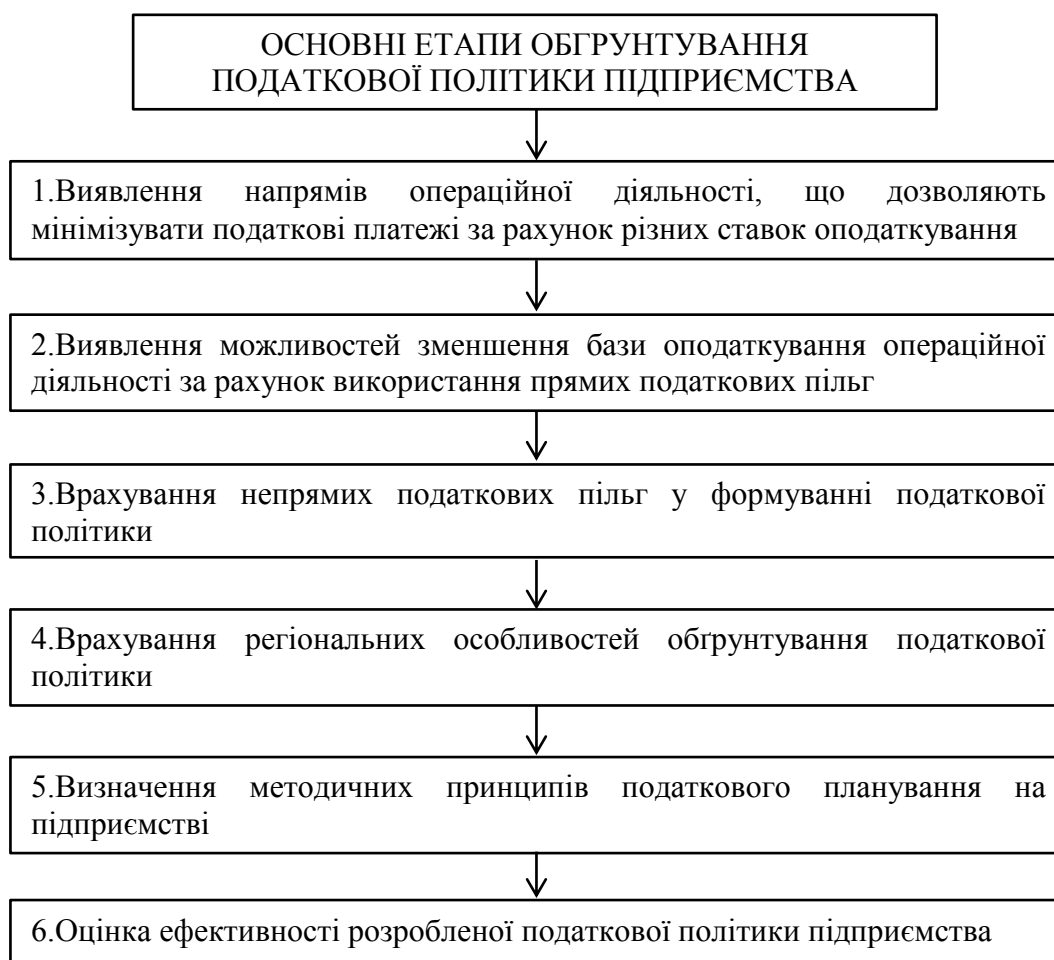 ОСНОВНІ ЕТАПИ ОБГРУНТУВАННЯ
ПОДАТКОВОЇ ПОЛІТИКИ ПІДПРИЄМСТВА
1.Виявлення напрямів операційної діяльності, що дозволяють
мінімізувати податкові платежі за рахунок різних ставок оподаткування
2.Виявлення можливостей зменшення бази оподаткування операційної
діяльності за рахунок використання прямих податкових пільг
3.Врахування непрямих податкових пільг у формуванні податкової
політики
4.Врахування регіональних особливостей обґрунтування податкової
політики
5.Визначення методичних принципів податкового планування на
підприємстві
6.Оцінка ефективності розробленої податкової політики підприємства